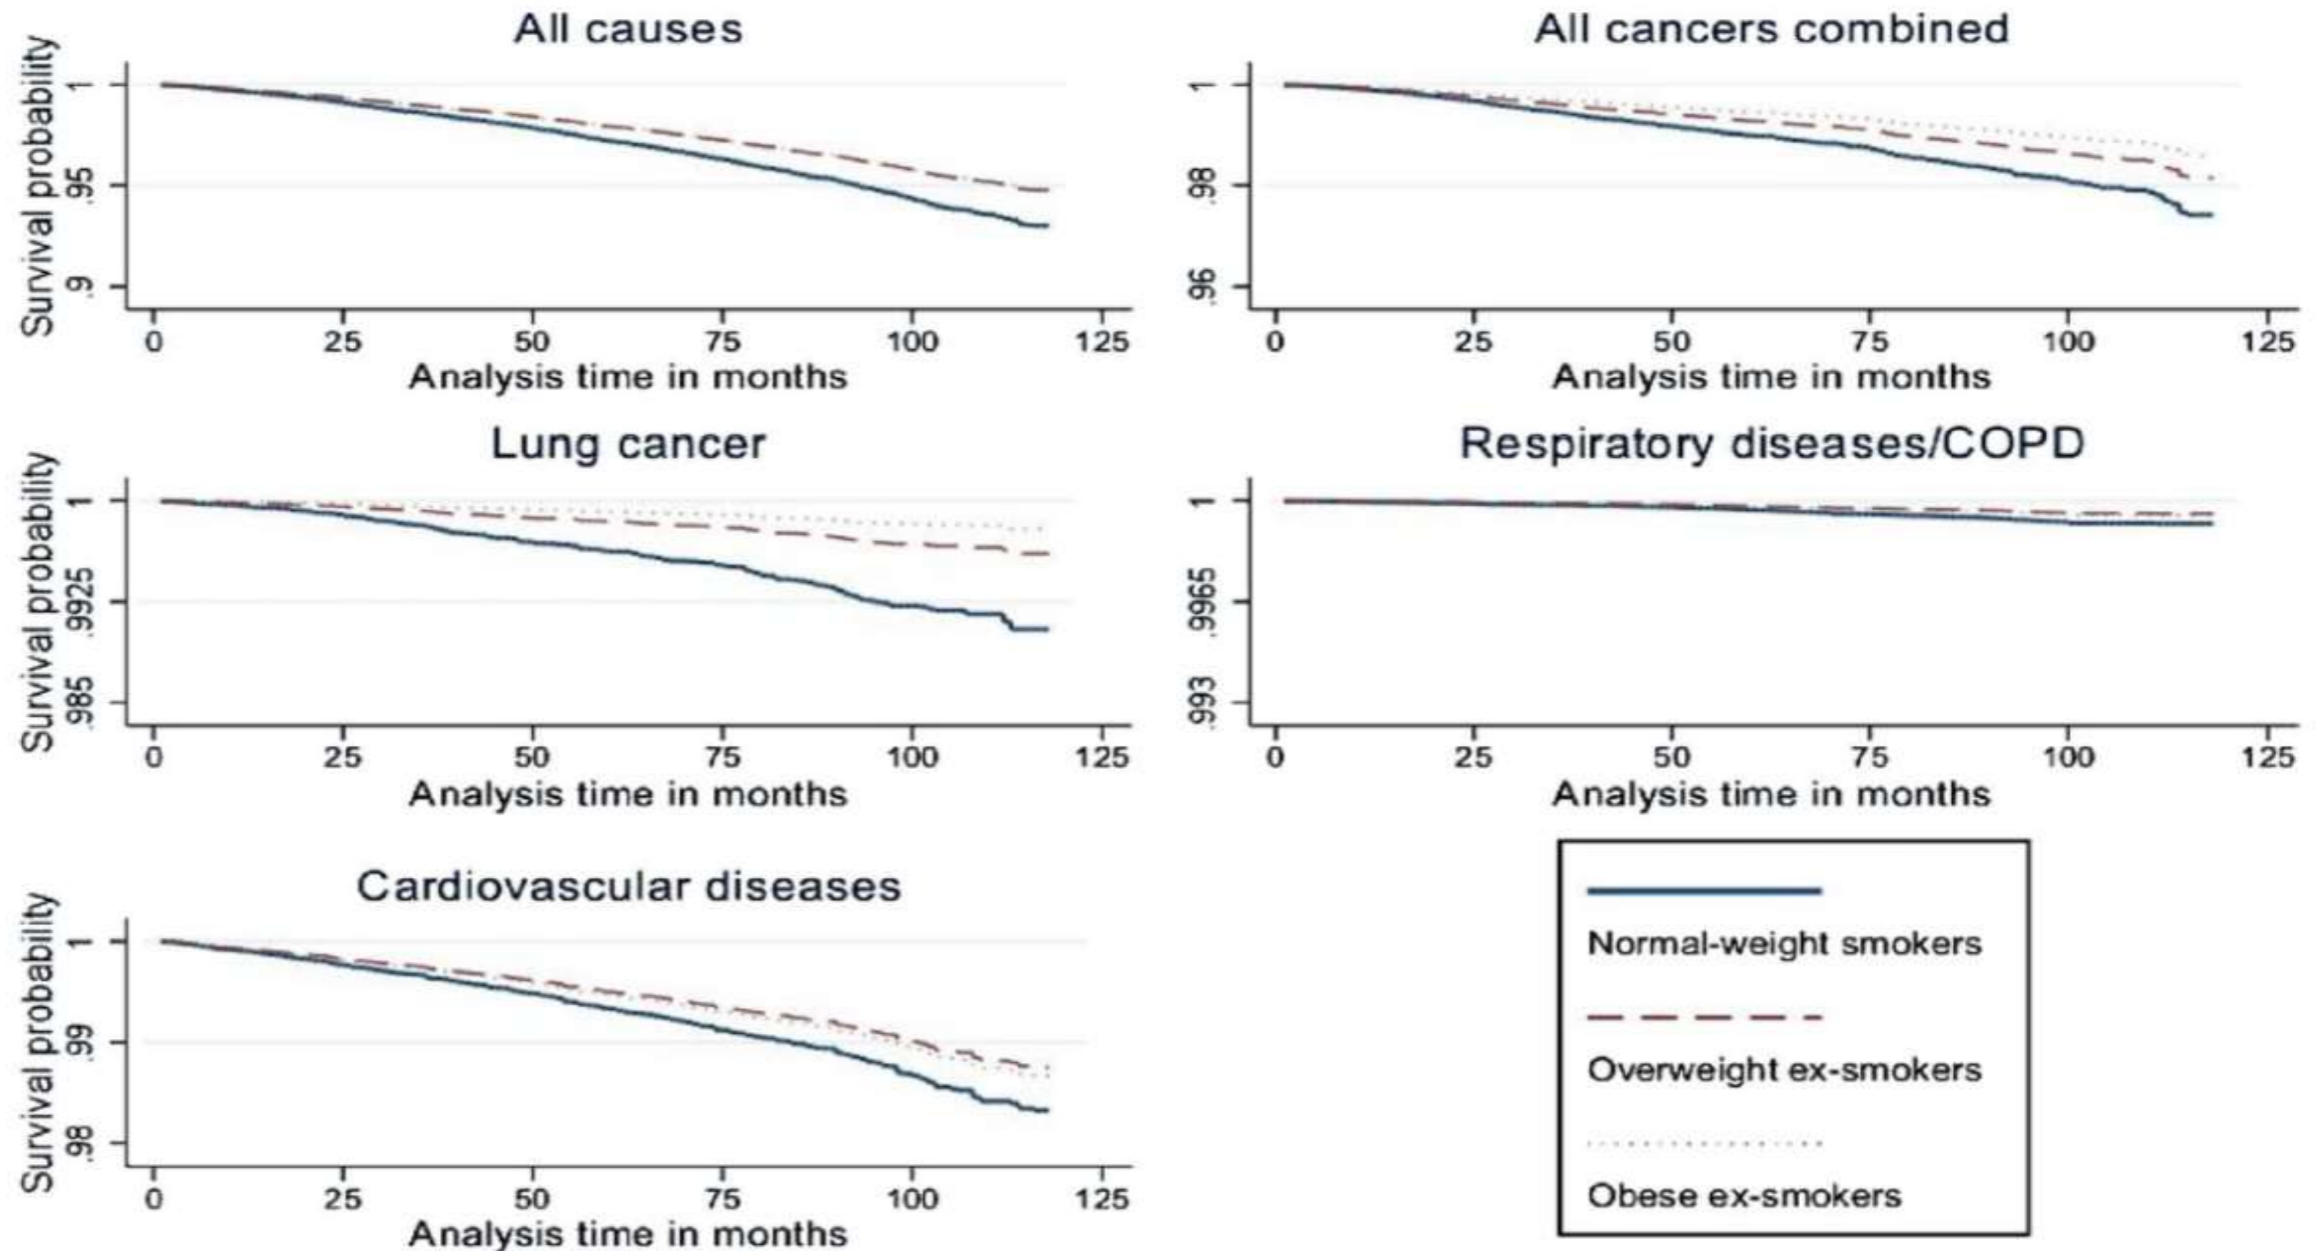 All causes
Survival probability
1
.95
.9
0 25 50 75 100 125
Analysis time in months
All cancers combined
1
.98
.96
0 25 50 75 100 125
Analysis time in months
Lung cancer
Survival probability
1
.9925
.985
0 25 50 75 100 125
Analysis time in months
Respiratory diseases/COPD
1
.9965
.993
0 25 50 75 100 125
Analysis time in months
Cardiovascular diseases
Survival probability
1
.99
.98
0 25 50 75 100 125
Analysis time in months
Normal-weight smokers
Overweight ex-smokers
Obese ex-smokers